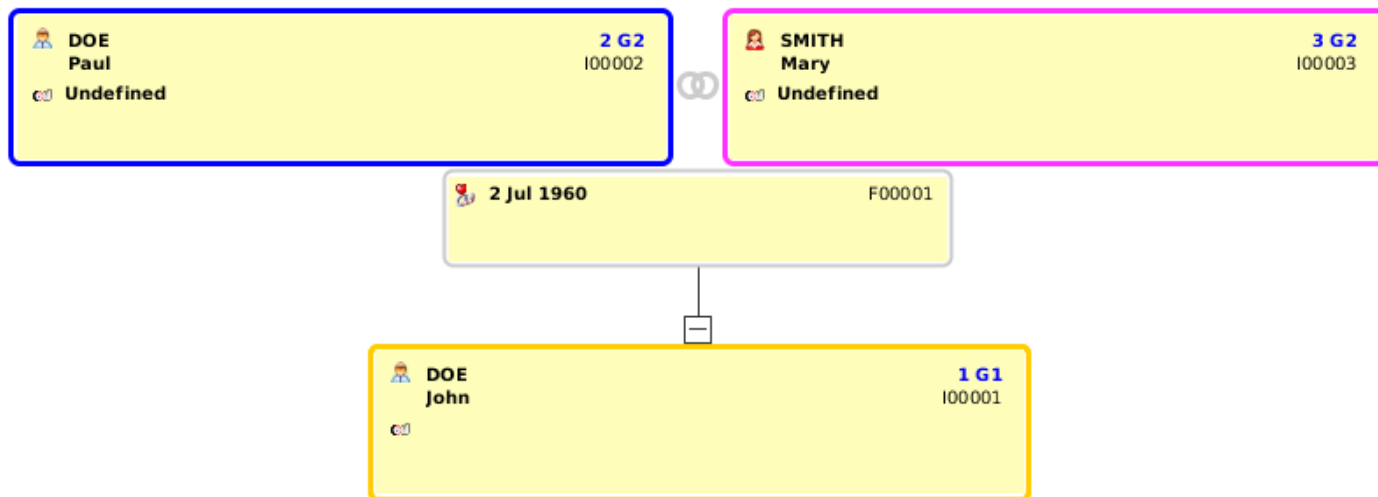 DOE 2 G2
Paul I00002
Undefined
SMITH 3 G2
Mary I00003
Undefined
2 Jul 1960 F00001
DOE 1 G1
John I00001